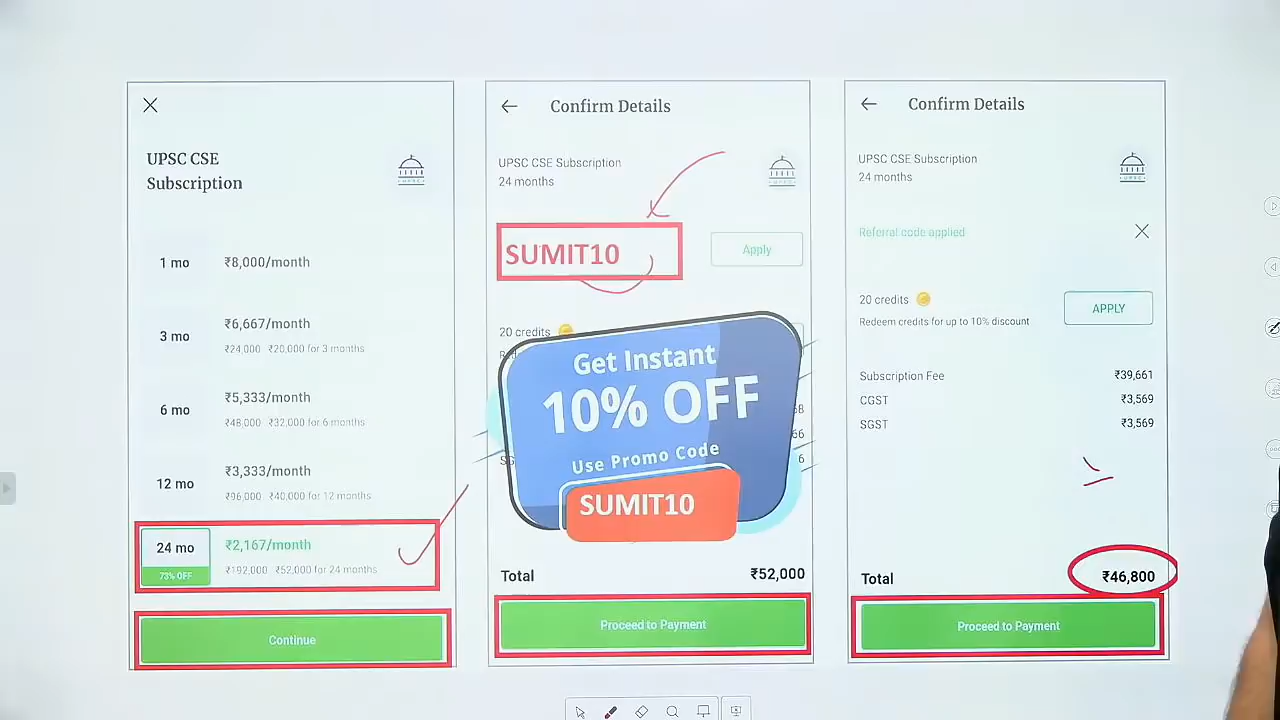 UPSC CSE
Subscription
1 mo
₹8,000/month
3 mo
₹6,667/month
₹24,000 ₹20,000 for 3 months
6 mo
₹5,333/month
₹48,000 ₹32,000 for 6 months
12 mo
₹3,333/month
₹96,000 ₹40,000 for 12 months
24 mo
73% OFF
₹2,167/month
₹192,000 ₹52,000 for 24 months
Continue
Confirm Details
UPSC CSE Subscription
24 months
SUMIT10
Apply
20 credits
Get Instant
10% OFF
Use Promo Code
SUMIT10
Total
₹52,000
Proceed to Payment
Confirm Details
UPSC CSE Subscription
24 months
Referral code applied
20 credits
Redeem credits for up to 10% discount
APPLY
Subscription Fee
₹39,661
CGST
₹3,569
SGST
₹3,569
Total
₹46,800
Proceed to Payment